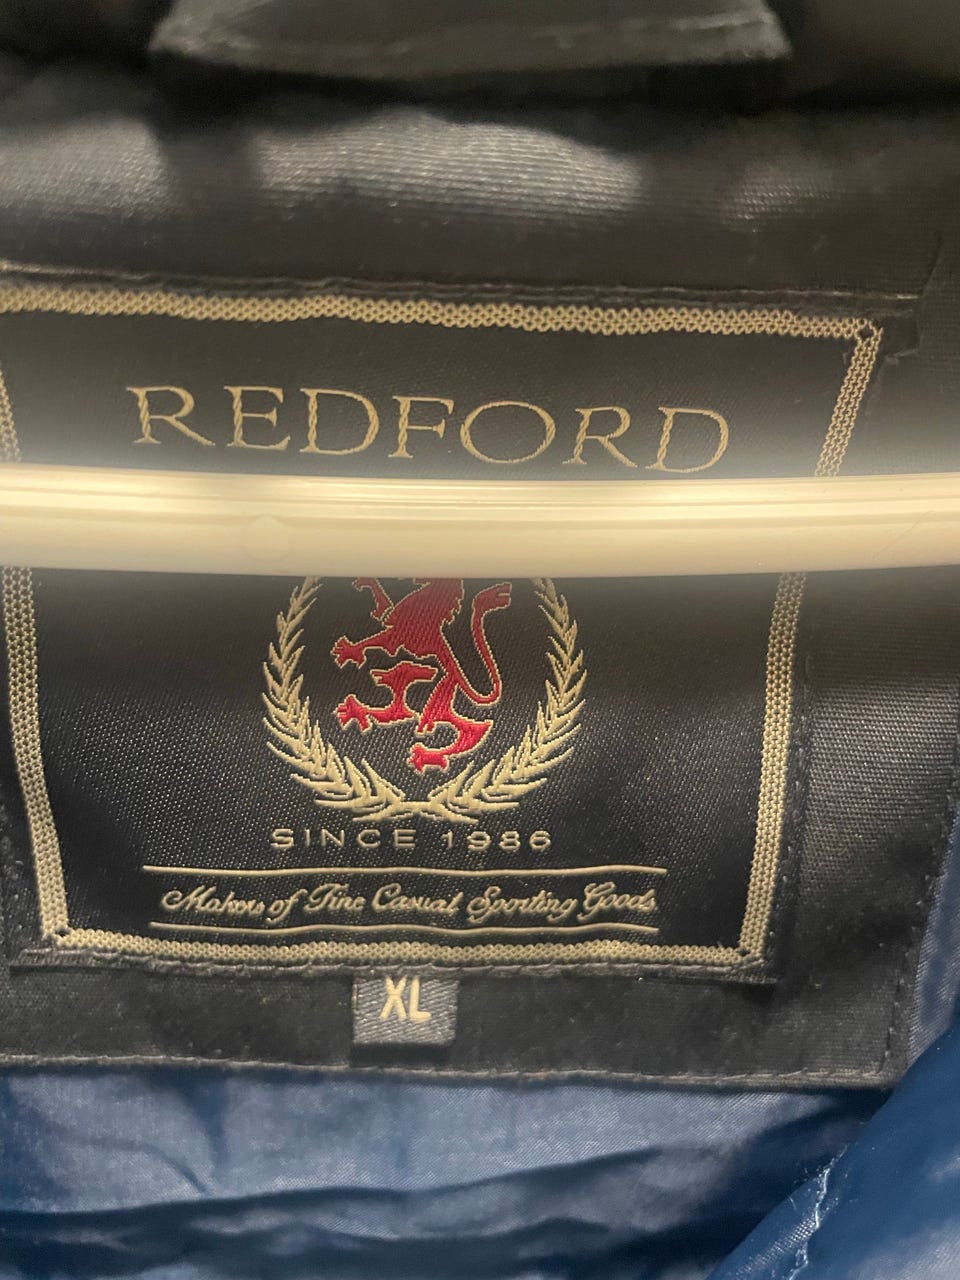 REDFORD
SINCE 1986
Makers of Fine Casual Sporting Goods
XL